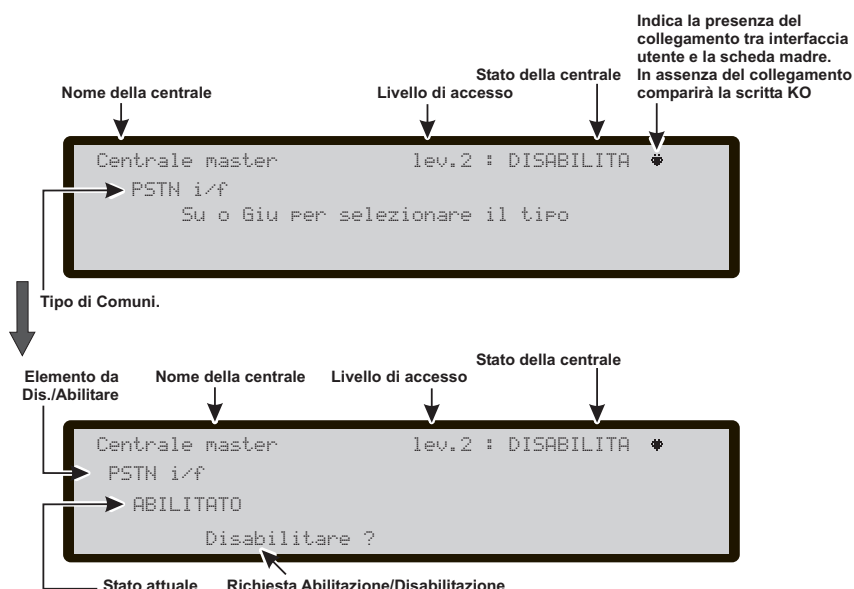 Indica la presenza del
collegamento tra interfaccia
utente e la scheda madre.
In assenza del collegamento
comparirà la scritta KO
Nome della centrale
Livello di accesso
Stato della centrale
Centrale master lev.2 : DISABILITA
PSTN i/f
Su o Giu per selezionare il tipo
Tipo di Comuni.
Elemento da
Dis./Abilitare
Nome della centrale
Livello di accesso
Stato della centrale
Centrale master lev.2 : DISABILITA
PSTN i/f
ABILITATO
Disabilitare ?
Stato attuale
Richiesta Abilitazione/Disabilitazione